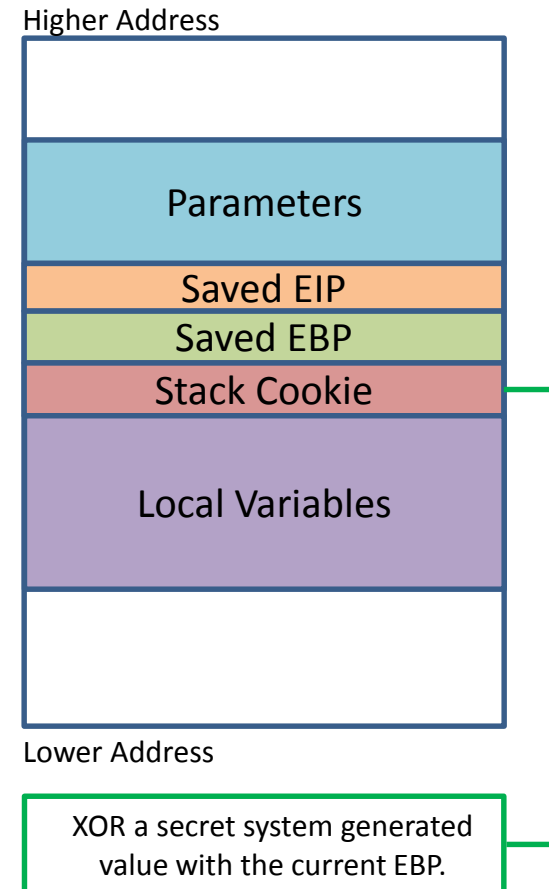 Higher Address
Parameters
Saved EIP
Saved EBP
Stack Cookie
Local Variables
Lower Address
XOR a secret system generated
value with the current EBP.